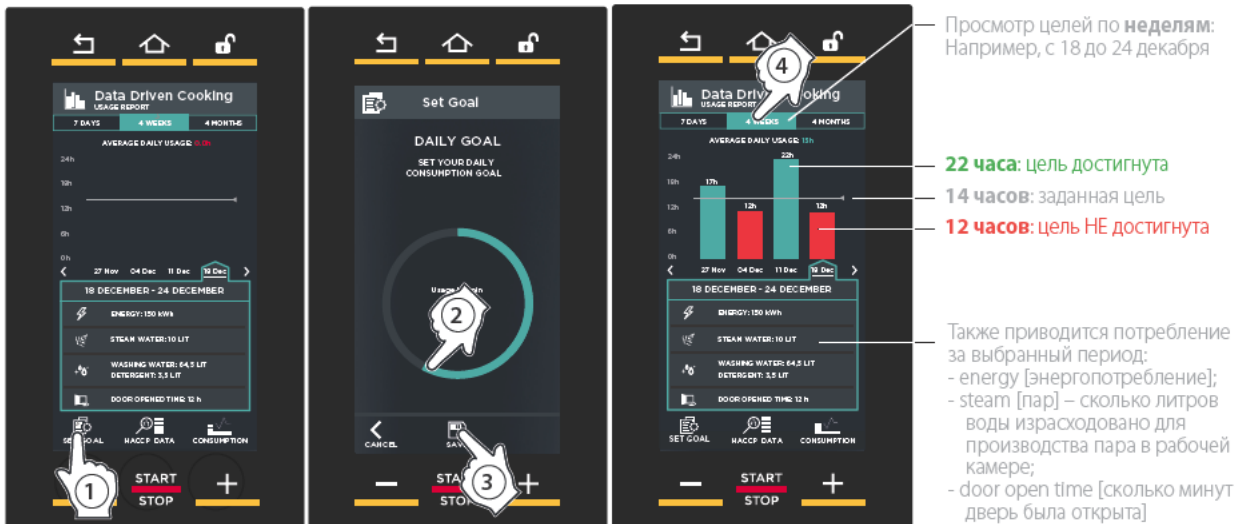 Data Driven Cooking
USAGE REPORT
7 DAYS 4 WEEKS 4 MONTHS
AVERAGE DAILY USAGE: 0.0h
24h
18h
12h
6h
0h
27 Nov 04 Dec 11 Dec 18 Dec
18 DECEMBER - 24 DECEMBER
ENERGY: 150 kWh
STEAM WATER: 10 LIT
WASHING WATER: 64,5 LIT
DETERGENT: 3,5 LIT
DOOR OPENED TIME: 12 h
SET GOAL HACCP DATA CONSUMPTION
1
START
STOP
+
Set Goal
DAILY GOAL
SET YOUR DAILY
CONSUMPTION GOAL
2
CANCEL SAVE
3
−
STOP
+
4
Data Driven Cooking
USAGE REPORT
7 DAYS 4 WEEKS 4 MONTHS
AVERAGE DAILY USAGE: 15h
24h
18h
12h
6h
0h
17h
12h
22h
12h
27 Nov 04 Dec 11 Dec 18 Dec
18 DECEMBER - 24 DECEMBER
ENERGY: 150 kWh
STEAM WATER: 10 LIT
WASHING WATER: 64,5 LIT
DETERGENT: 3,5 LIT
DOOR OPENED TIME: 12 h
SET GOAL HACCP DATA CONSUMPTION
−
START
STOP
+
Просмотр целей по неделям:
Например, с 18 до 24 декабря
22 часа: цель достигнута
14 часов: заданная цель
12 часов: цель НЕ достигнута
Также приводится потребление
за выбранный период:
- energy [энергопотребление];
- steam [пар] – сколько литров
воды израсходовано для
производства пара в рабочей
камере;
- door open time [сколько минут
дверь была открыта]